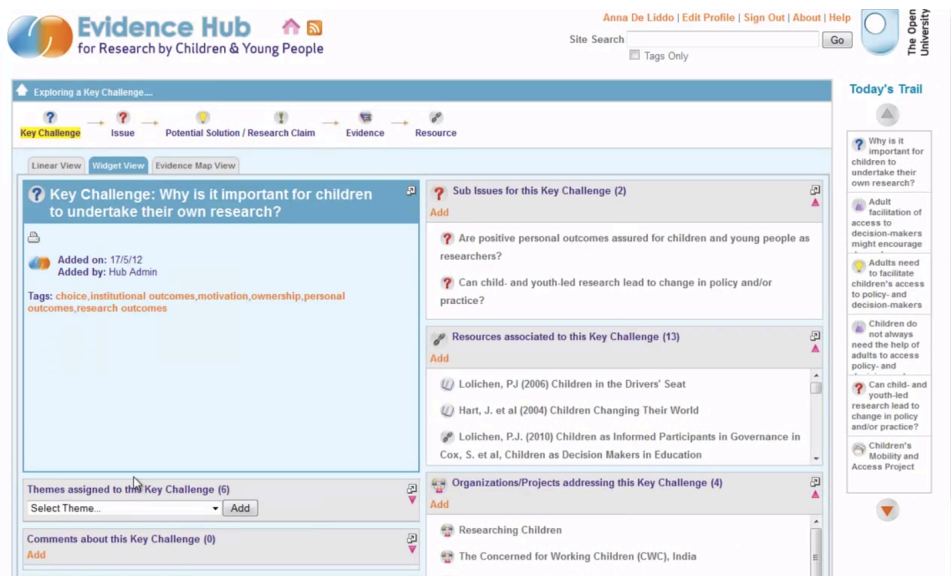 Evidence Hub
for Research by Children & Young People
Anna De Liddo | Edit Profile | Sign Out | About | Help
Site Search
Go
Tags Only
The Open
University
Exploring a Key Challenge....
Key Challenge
Issue
Potential Solution / Research Claim
Evidence
Resource
Linear View
Widget View
Evidence Map View
Key Challenge: Why is it important for children
to undertake their own research?
Added on: 17/5/12
Added by: Hub Admin
Tags: choice,institutional outcomes,motivation,ownership,personal
outcomes,research outcomes
Themes assigned to this Key Challenge (6)
Select Theme...
Add
Comments about this Key Challenge (0)
Add
Sub Issues for this Key Challenge (2)
Add
Are positive personal outcomes assured for children and young people as
researchers?
Can child- and youth-led research lead to change in policy and/or
practice?
Resources associated to this Key Challenge (13)
Add
Lolichen, PJ (2006) Children in the Drivers' Seat
Hart, J. et al (2004) Children Changing Their World
Lolichen, P.J. (2010) Children as Informed Participants in Governance in
Cox, S. et al, Children as Decision Makers in Education
Organizations/Projects addressing this Key Challenge (4)
Add
Researching Children
The Concerned for Working Children (CWC), India
Today's Trail
Why is it
important for
children to
undertake their
own research?
Adult
facilitation of
access to
decision-makers
might encourage
Adults need
to facilitate
children's access
to policy- and
decision-makers
Children do
not always
need the help of
adults to access
policy- and
Can child- and
youth-led
research lead to
change in policy
and/or practice?
Children's
Mobility and
Access Project